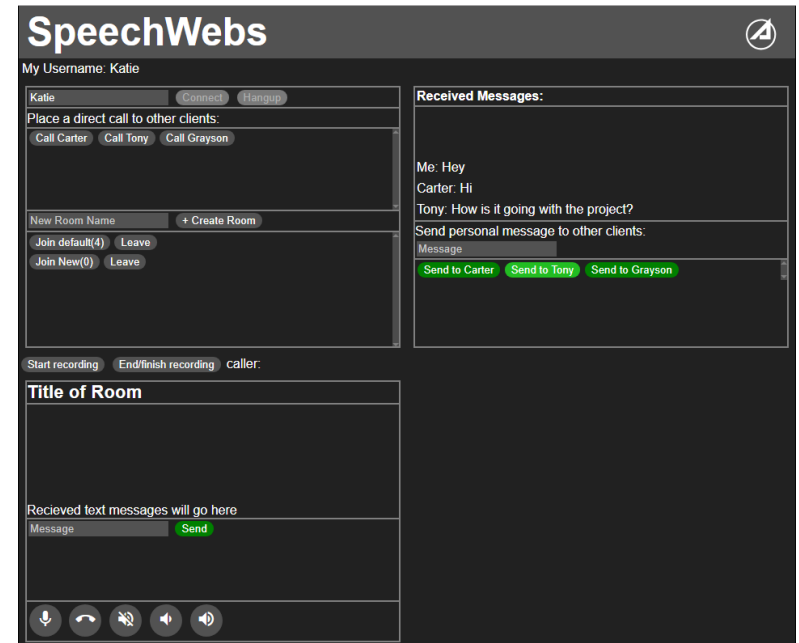 SpeechWebs
My Username: Katie
Katie Connect Hangup
Place a direct call to other clients:
Call Carter Call Tony Call Grayson
New Room Name + Create Room
Join default(4) Leave
Join New(0) Leave
Received Messages:
Me: Hey
Carter: Hi
Tony: How is it going with the project?
Send personal message to other clients:
Message
Send to Carter Send to Tony Send to Grayson
Start recording End/finish recording caller:
Title of Room
Recieved text messages will go here
Message Send